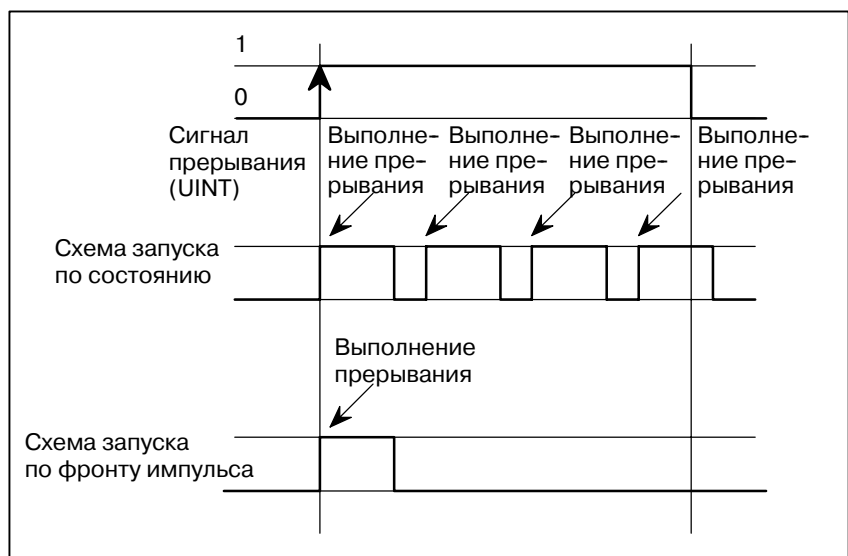 1
0
Сигнал
прерывания
(UINT)
Выполне-
ние пре-
рывания
Выполне-
ние пре-
рывания
Выполне-
ние пре-
рывания
Выполне-
ние пре-
рывания
Схема запуска
по состоянию
Выполнение
прерывания
Схема запуска
по фронту импульса